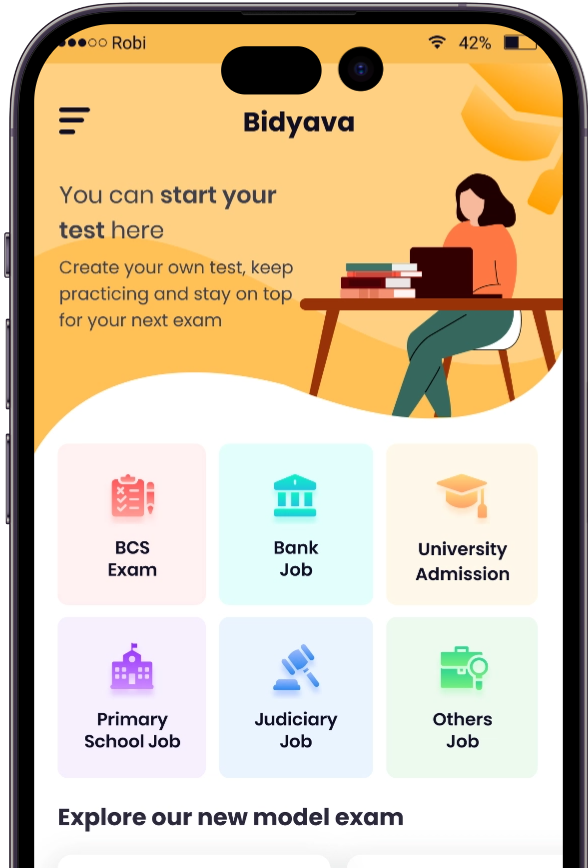 Robi 42%
Bidyava
You can start your
test here
Create your own test, keep
practicing and stay on top
for your next exam
BCS
Exam
Bank
Job
University
Admission
Primary
School Job
Judiciary
Job
Others
Job
Explore our new model exam